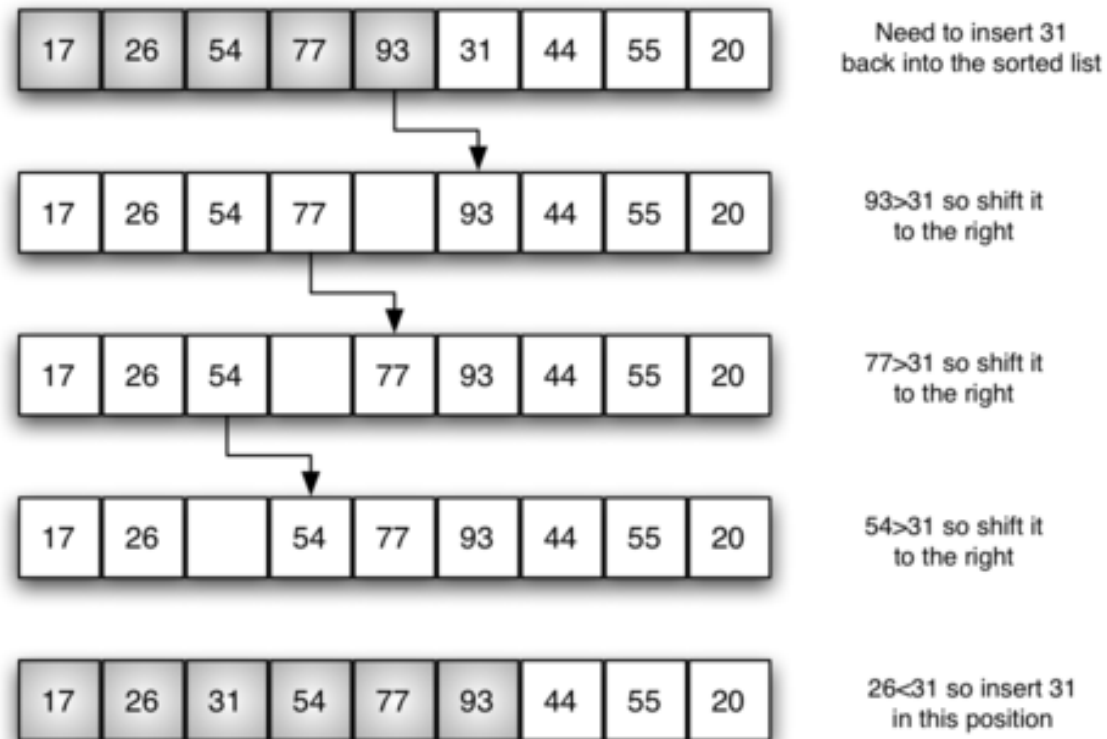 17 26 54 77 93 31 44 55 20
Need to insert 31
back into the sorted list
17 26 54 77 93 44 55 20
93>31 so shift it
to the right
17 26 54 77 93 44 55 20
77>31 so shift it
to the right
17 26 54 77 93 44 55 20
54>31 so shift it
to the right
17 26 31 54 77 93 44 55 20
26<31 so insert 31
in this position